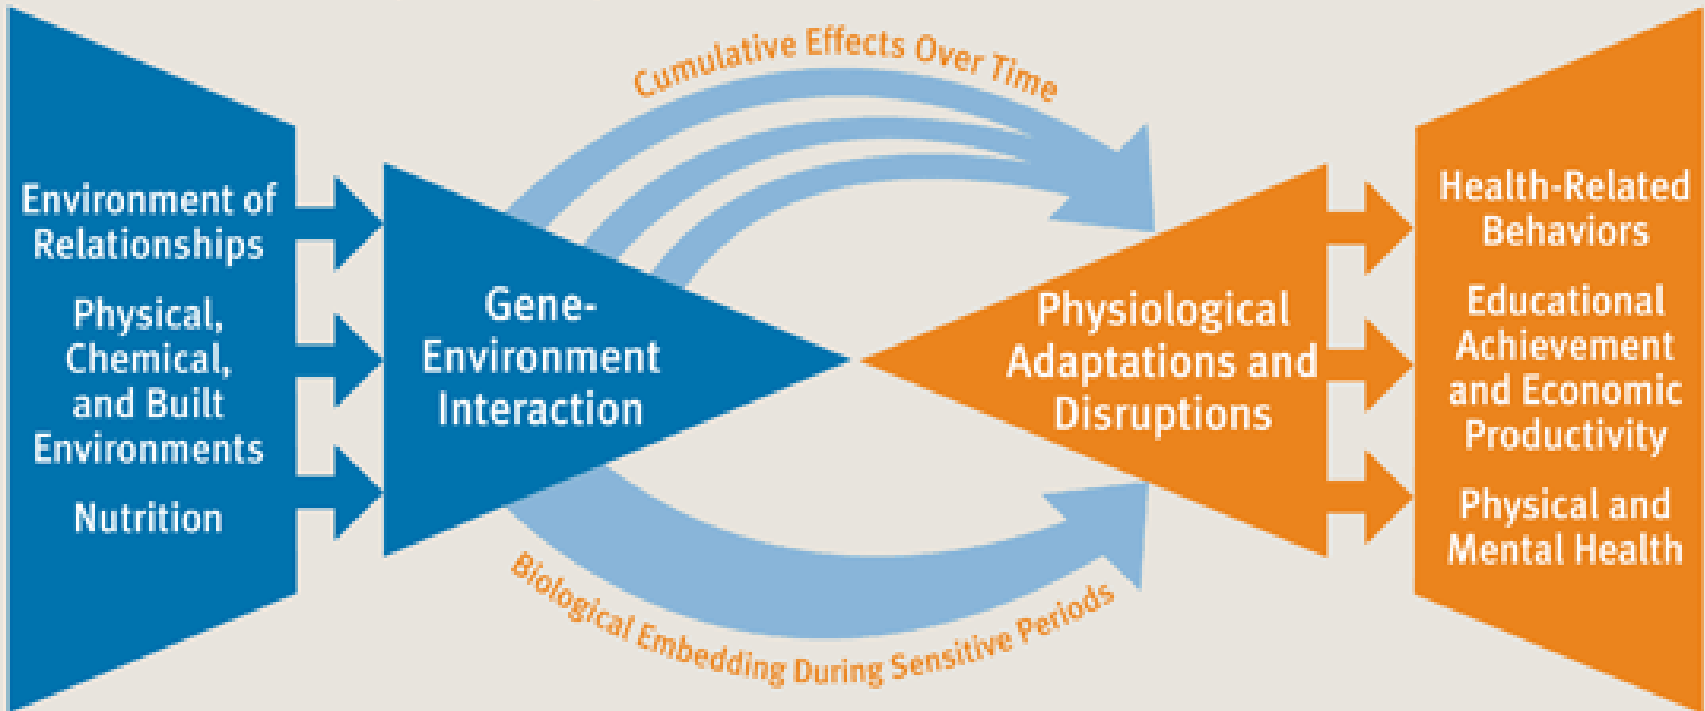 Cumulative Effects Over Time
Environment of
Relationships
Physical,
Chemical,
and Built
Environments
Nutrition
Gene-
Environment
Interaction
Physiological
Adaptations and
Disruptions
Health-Related
Behaviors
Educational
Achievement
and Economic
Productivity
Physical and
Mental Health
Biological Embedding During Sensitive Periods